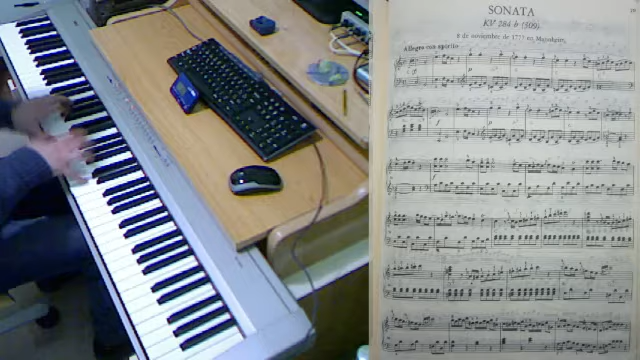 SONATA
KV 284 b (309)
8 de noviembre de 1777 en Mannheim
Allegro con spirito